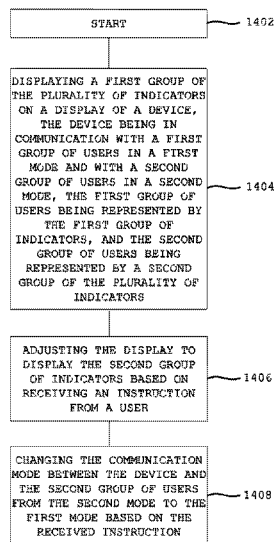 START
1402
DISPLAYING A FIRST GROUP OF
THE PLURALITY OF INDICATORS
ON A DISPLAY OF A DEVICE,
THE DEVICE BEING IN
COMMUNICATION WITH A FIRST
GROUP OF USERS IN A FIRST
MODE AND WITH A SECOND
GROUP OF USERS IN A SECOND
MODE, THE FIRST GROUP OF
USERS BEING REPRESENTED BY
THE FIRST GROUP OF
INDICATORS, AND THE SECOND
GROUP OF USERS BEING
REPRESENTED BY A SECOND
GROUP OF THE PLURALITY OF
INDICATORS
1404
ADJUSTING THE DISPLAY TO
DISPLAY THE SECOND GROUP
OF INDICATORS BASED ON
RECEIVING AN INSTRUCTION
FROM A USER
1406
CHANGING THE COMMUNICATION
MODE BETWEEN THE DEVICE AND
THE SECOND GROUP OF USERS
FROM THE SECOND MODE TO THE
FIRST MODE BASED ON THE
RECEIVED INSTRUCTION
1408